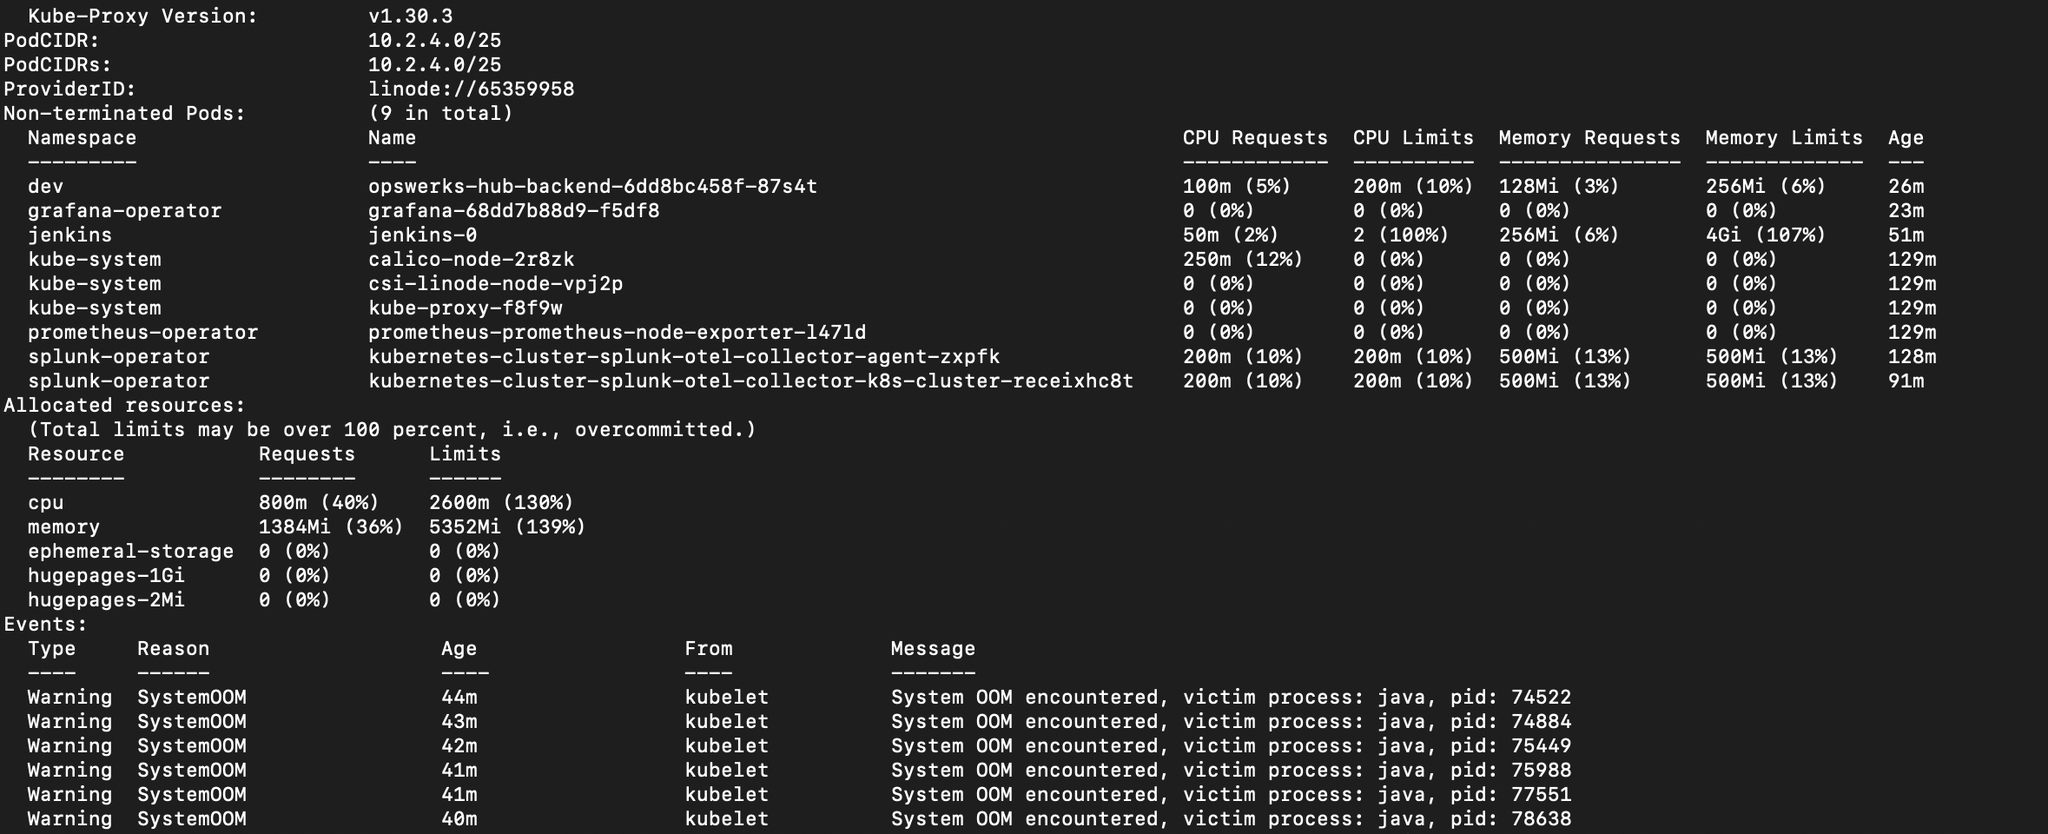 Kube-Proxy Version: v1.30.3
PodCIDR: 10.2.4.0/25
PodCIDRs: 10.2.4.0/25
ProviderID: linode://65359958
Non-terminated Pods: (9 in total)
Namespace Name CPU Requests CPU Limits Memory Requests Memory Limits Age
--------- ---- ------------ ---------- --------------- ------------- ---
dev opswerks-hub-backend-6dd8bc458f-87s4t 100m (5%) 200m (10%) 128Mi (3%) 256Mi (6%) 26m
grafana-operator grafana-68dd7b88d9-f5df8 0 (0%) 0 (0%) 0 (0%) 0 (0%) 23m
jenkins jenkins-0 50m (2%) 2 (100%) 256Mi (6%) 4Gi (107%) 51m
kube-system calico-node-2r8zk 250m (12%) 0 (0%) 0 (0%) 0 (0%) 129m
kube-system csi-linode-node-vpj2p 0 (0%) 0 (0%) 0 (0%) 0 (0%) 129m
kube-system kube-proxy-f8f9w 0 (0%) 0 (0%) 0 (0%) 0 (0%) 129m
prometheus-operator prometheus-prometheus-node-exporter-l47ld 0 (0%) 0 (0%) 0 (0%) 0 (0%) 129m
splunk-operator kubernetes-cluster-splunk-otel-collector-agent-zxpfk 200m (10%) 200m (10%) 500Mi (13%) 500Mi (13%) 128m
splunk-operator kubernetes-cluster-splunk-otel-collector-k8s-cluster-receixhc8t 200m (10%) 200m (10%) 500Mi (13%) 500Mi (13%) 91m
Allocated resources:
(Total limits may be over 100 percent, i.e., overcommitted.)
Resource Requests Limits
-------- -------- ------
cpu 800m (40%) 2600m (130%)
memory 1384Mi (36%) 5352Mi (139%)
ephemeral-storage 0 (0%) 0 (0%)
hugepages-1Gi 0 (0%) 0 (0%)
hugepages-2Mi 0 (0%) 0 (0%)
Events:
Type Reason Age From Message
---- ------ ---- ---- -------
Warning SystemOOM 44m kubelet System OOM encountered, victim process: java, pid: 74522
Warning SystemOOM 43m kubelet System OOM encountered, victim process: java, pid: 74884
Warning SystemOOM 42m kubelet System OOM encountered, victim process: java, pid: 75449
Warning SystemOOM 41m kubelet System OOM encountered, victim process: java, pid: 75988
Warning SystemOOM 41m kubelet System OOM encountered, victim process: java, pid: 77551
Warning SystemOOM 40m kubelet System OOM encountered, victim process: java, pid: 78638